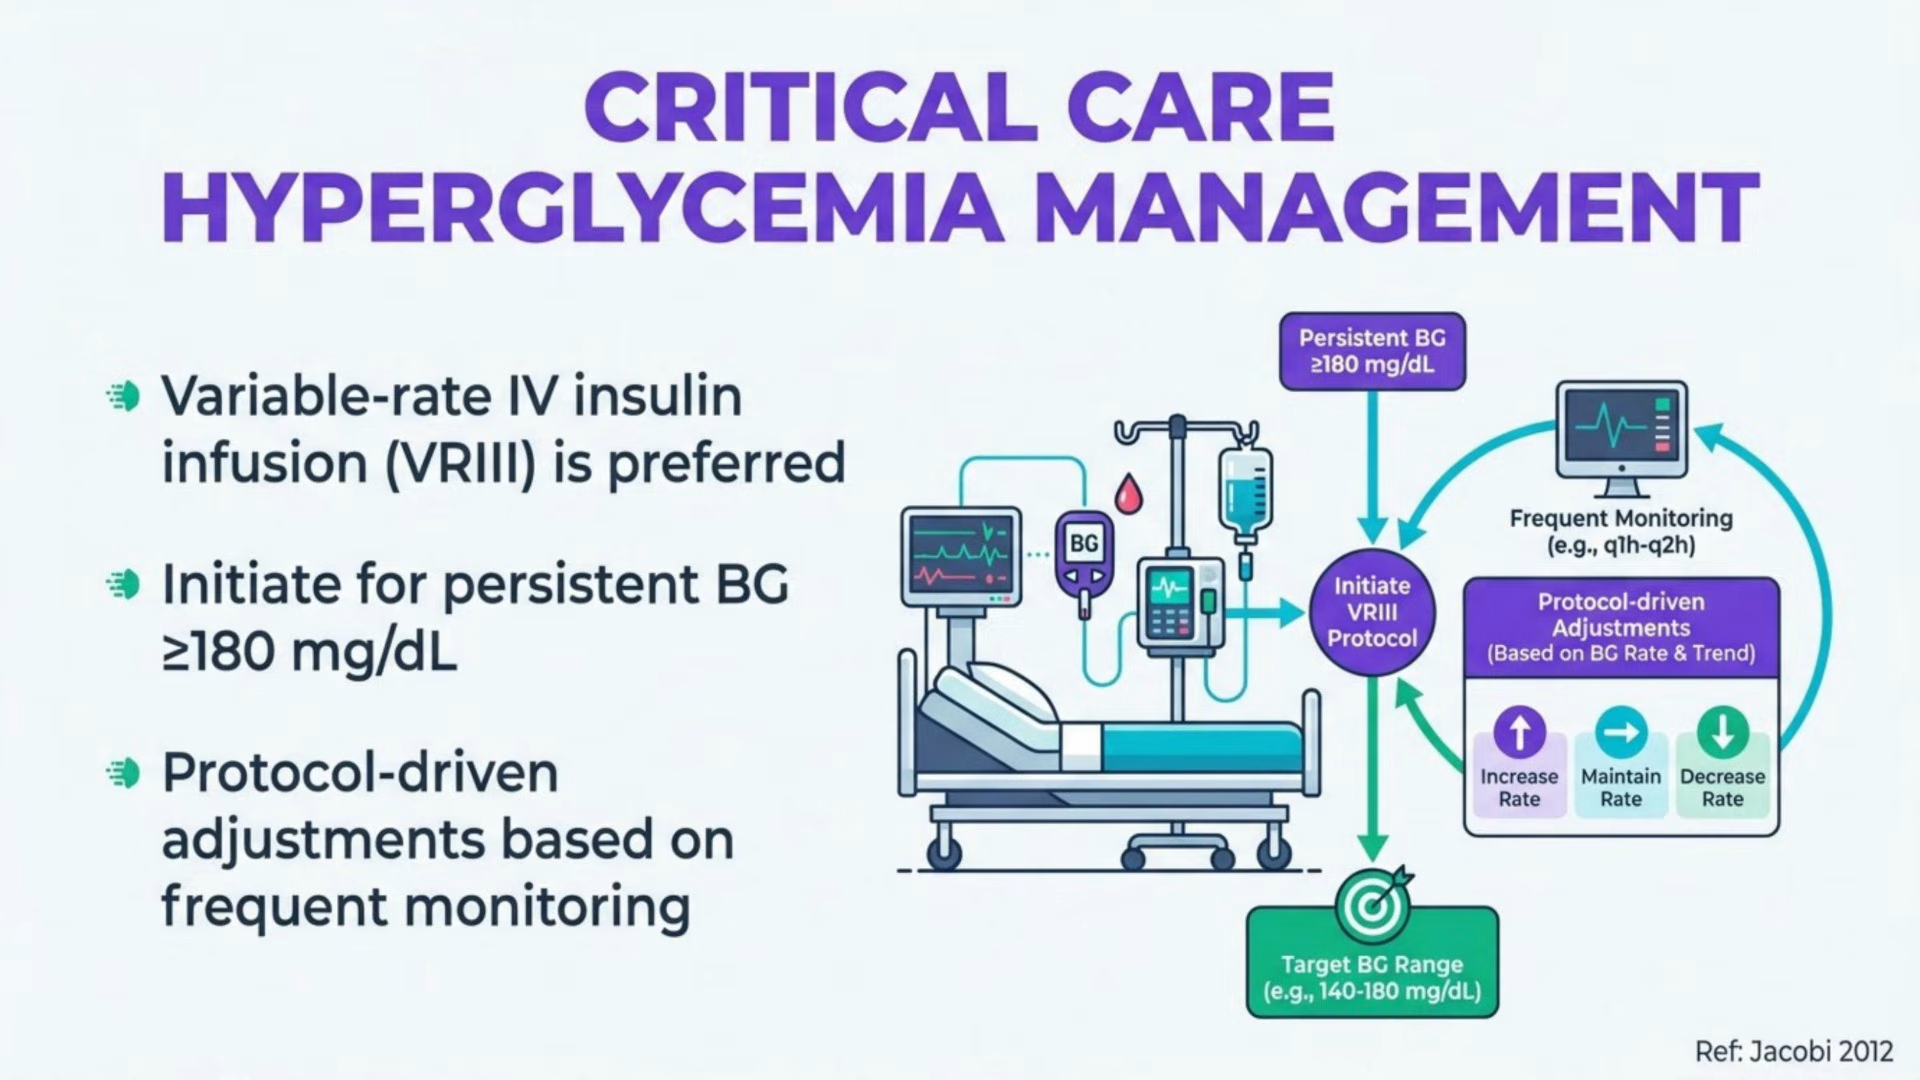 CRITICAL CARE
HYPERGLYCEMIA MANAGEMENT
Variable-rate IV insulin
infusion (VRIII) is preferred
Initiate for persistent BG
≥180 mg/dL
Protocol-driven
adjustments based on
frequent monitoring
BG
Persistent BG
≥180 mg/dL
Initiate
VRIII
Protocol
Frequent Monitoring
(e.g., q1h-q2h)
Protocol-driven
Adjustments
(Based on BG Rate & Trend)
Increase
Rate
Maintain
Rate
Decrease
Rate
Target BG Range
(e.g., 140-180 mg/dL)
Ref: Jacobi 2012